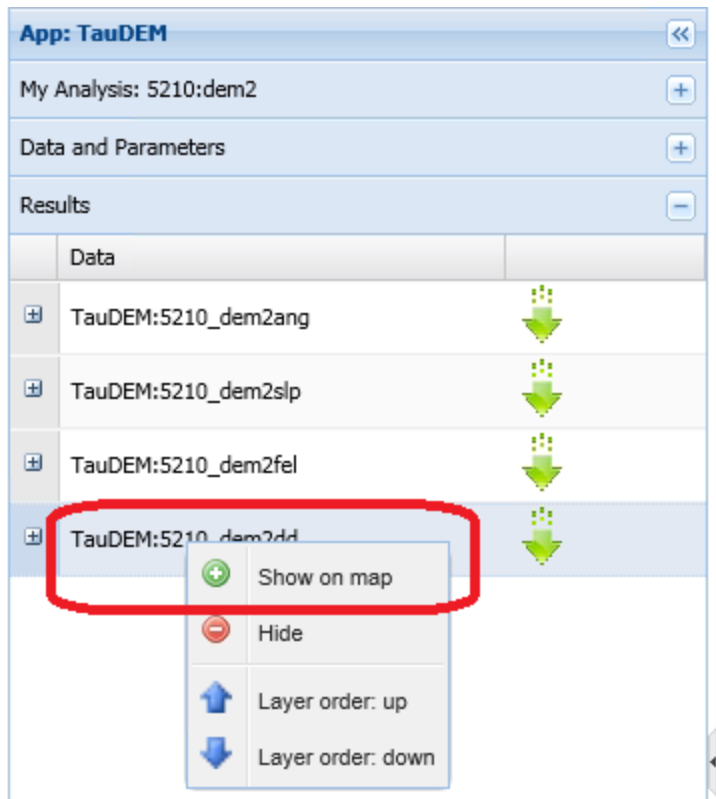 App: TauDEM
My Analysis: 5210:dem2
Data and Parameters
Results
Data
TauDEM:5210_dem2ang
TauDEM:5210_dem2slp
TauDEM:5210_dem2fel
TauDEM:5210_dem2dd
Show on map
Hide
Layer order: up
Layer order: down